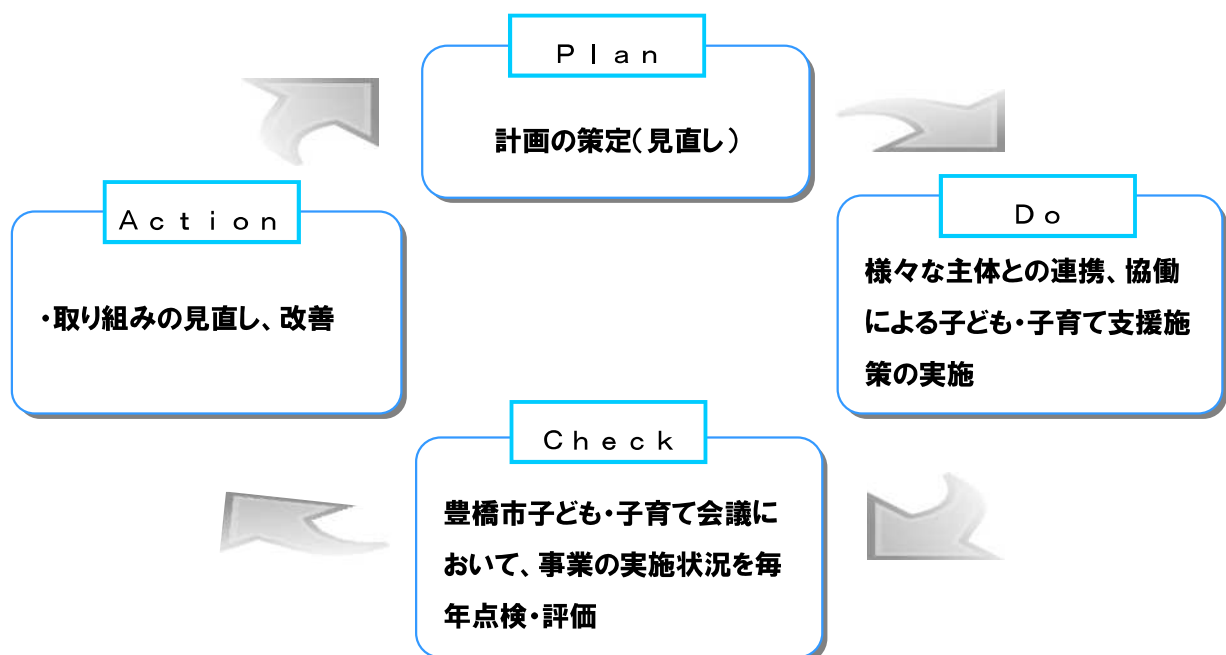 Plan
計画の策定(見直し)
Action
・取り組みの見直し、改善
Do
様々な主体との連携、協働
による子ども・子育て支援施
策の実施
Check
豊橋市子ども・子育て会議に
おいて、事業の実施状況を毎
年点検・評価